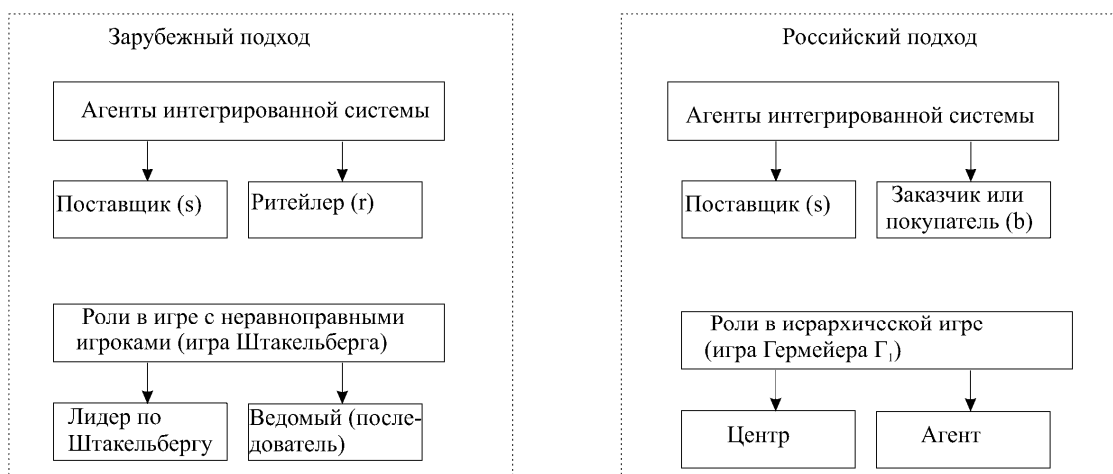 Зарубежный подход
Агенты интегрированной системы
Поставщик (s)
Ритейлер (r)
Роли в игре с неравноправными
игроками (игра Штакельберга)
Лидер по
Штакельбергу
Ведомый (после-
дователь)
Российский подход
Агенты интегрированной системы
Поставщик (s)
Заказчик или
покупатель (b)
Роли в иерархической игре
(игра Гермейера Г₁)
Центр
Агент